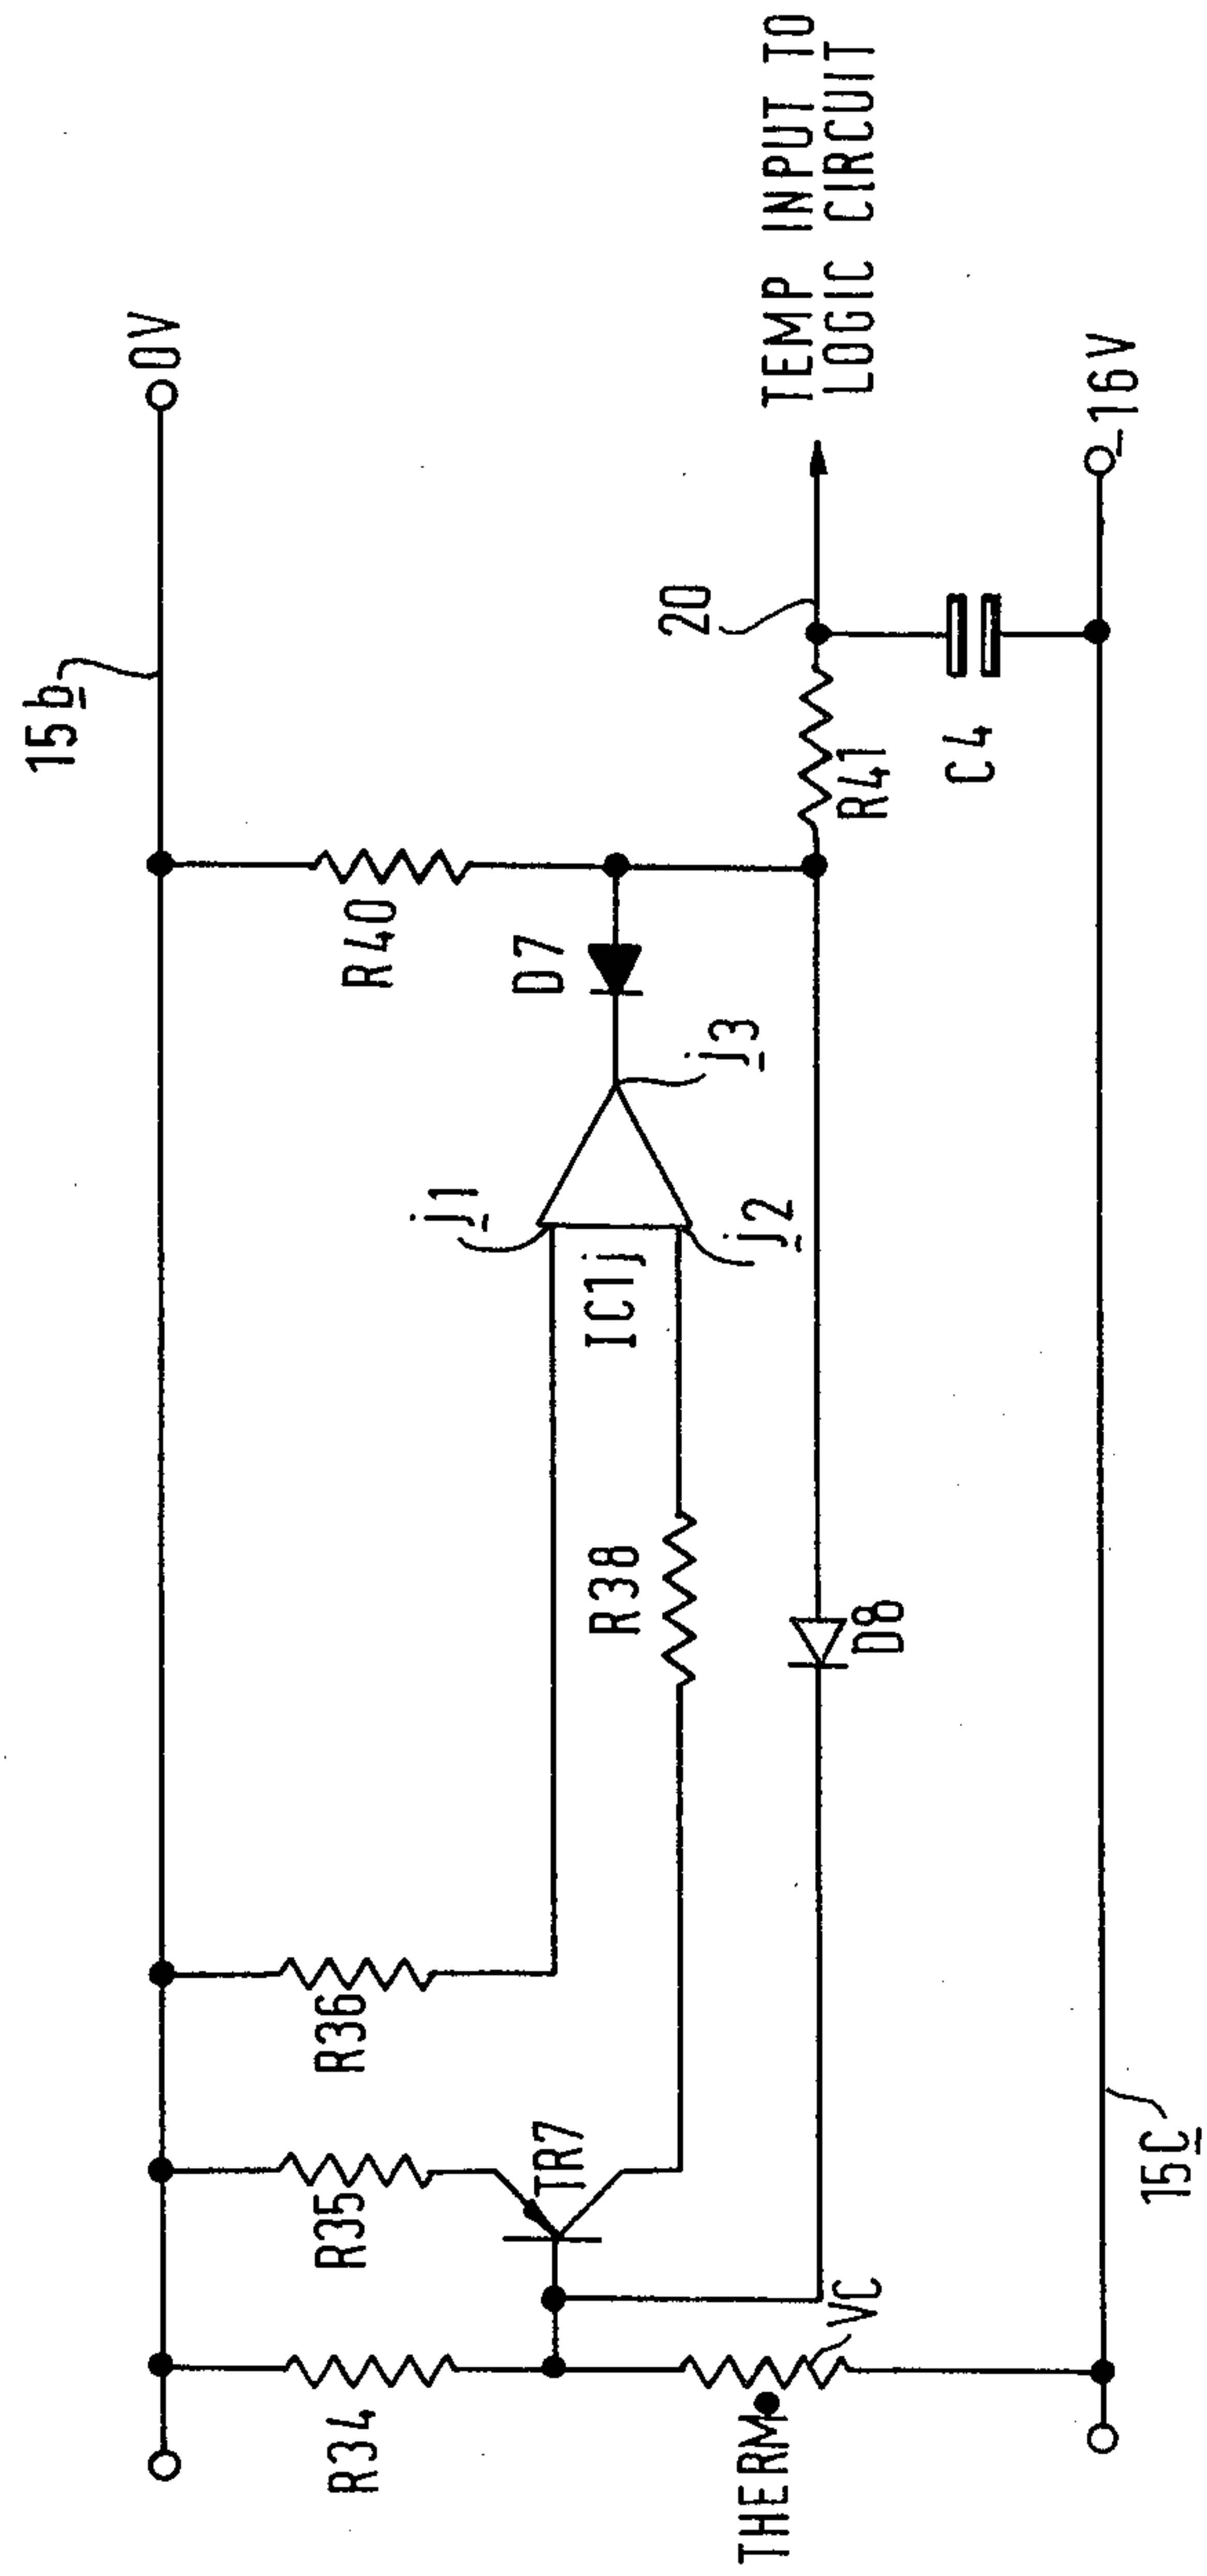 15b
0V
R40
D7
j3
j1
j2
IC1j
20
TEMP INPUT TO
LOGIC CIRCUIT
R41
C4
-16V
R36
R35
R34
TR7
R38
D8
VC
THERM
15C